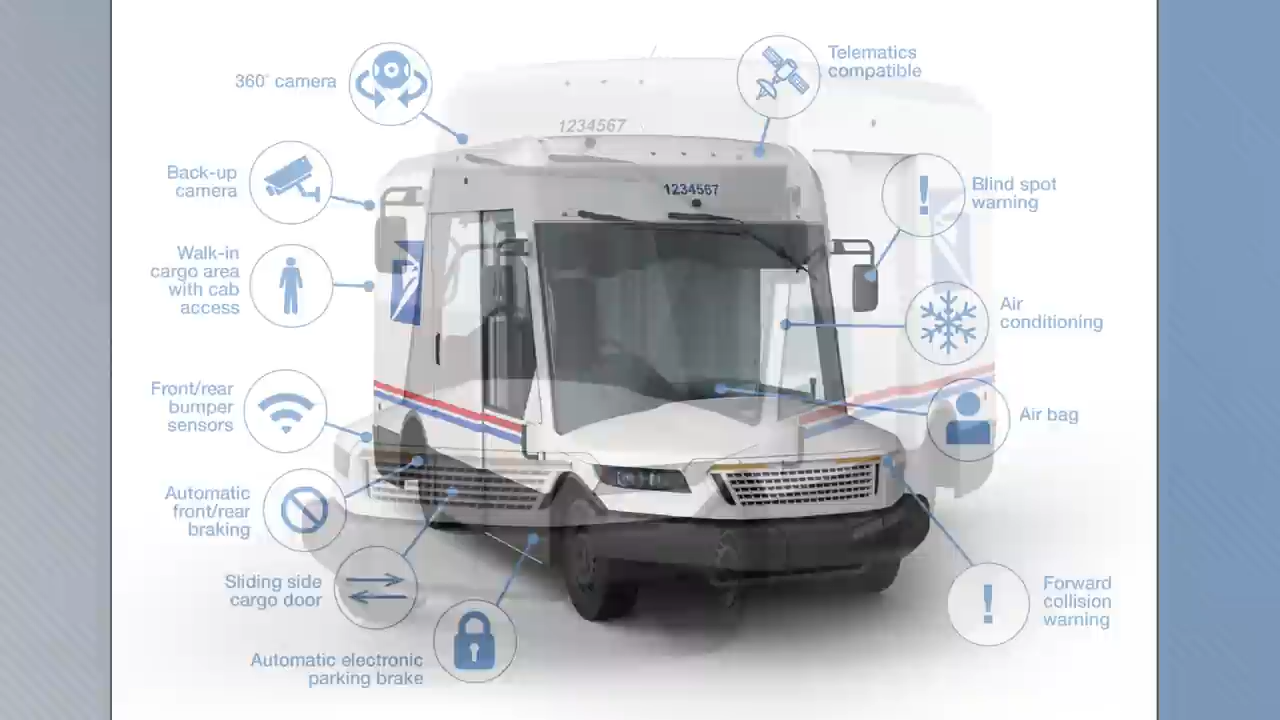 360° camera
Telematics
compatible
1234567
1234567
Back-up
camera
Blind spot
warning
Walk-in
cargo area
with cab
access
Air
conditioning
Front/rear
bumper
sensors
Air bag
Automatic
front/rear
braking
Sliding side
cargo door
Forward
collision
warning
Automatic electronic
parking brake